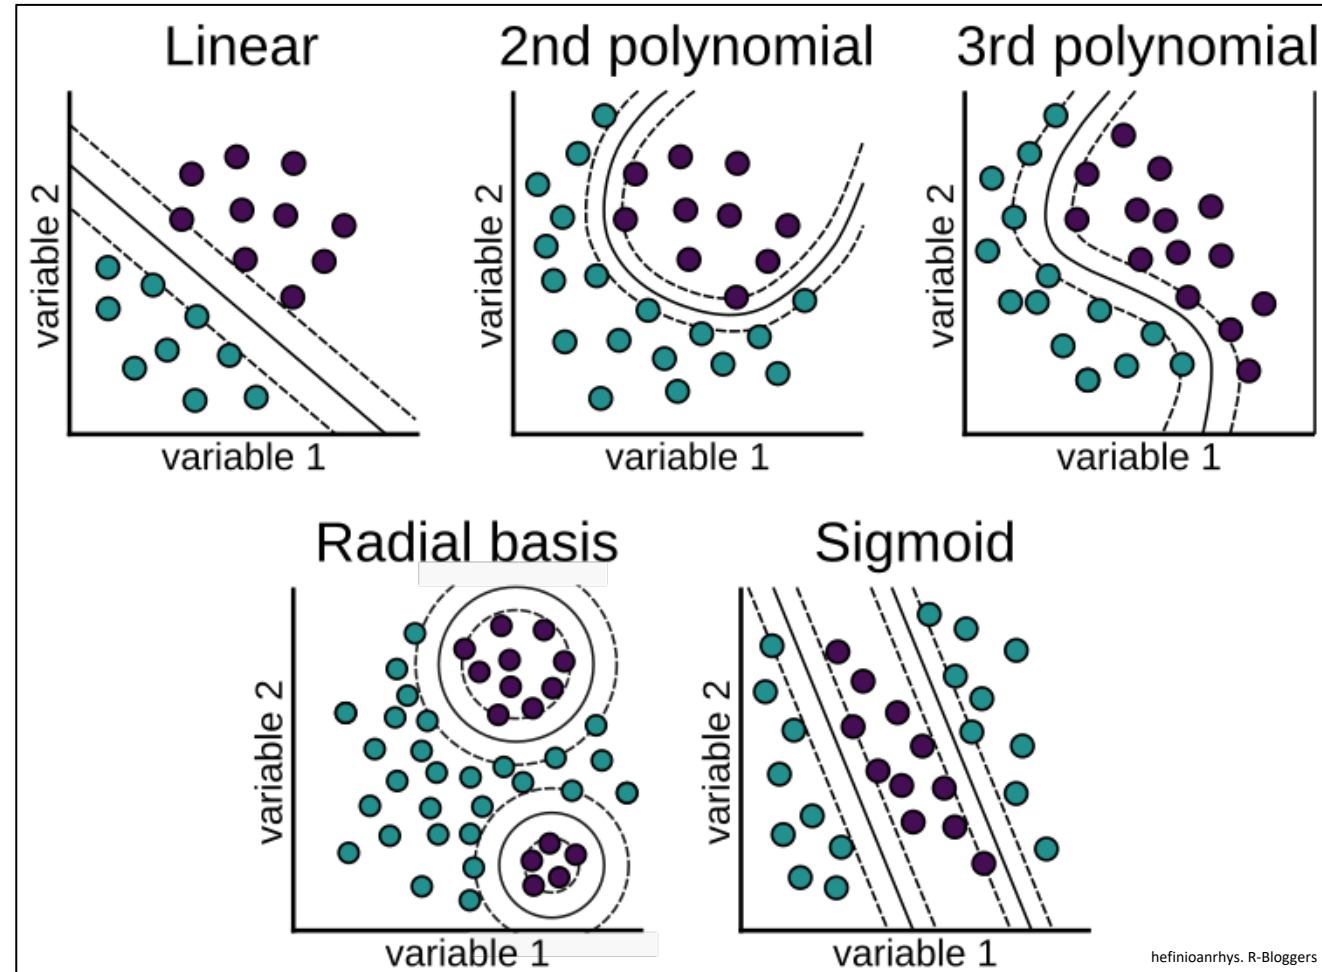 Linear
2nd polynomial
3rd polynomial
variable 2
variable 2
variable 2
variable 1
variable 1
variable 1
Radial basis
Sigmoid
variable 2
variable 2
variable 1
variable 1
hefinioanrhys. R-Bloggers